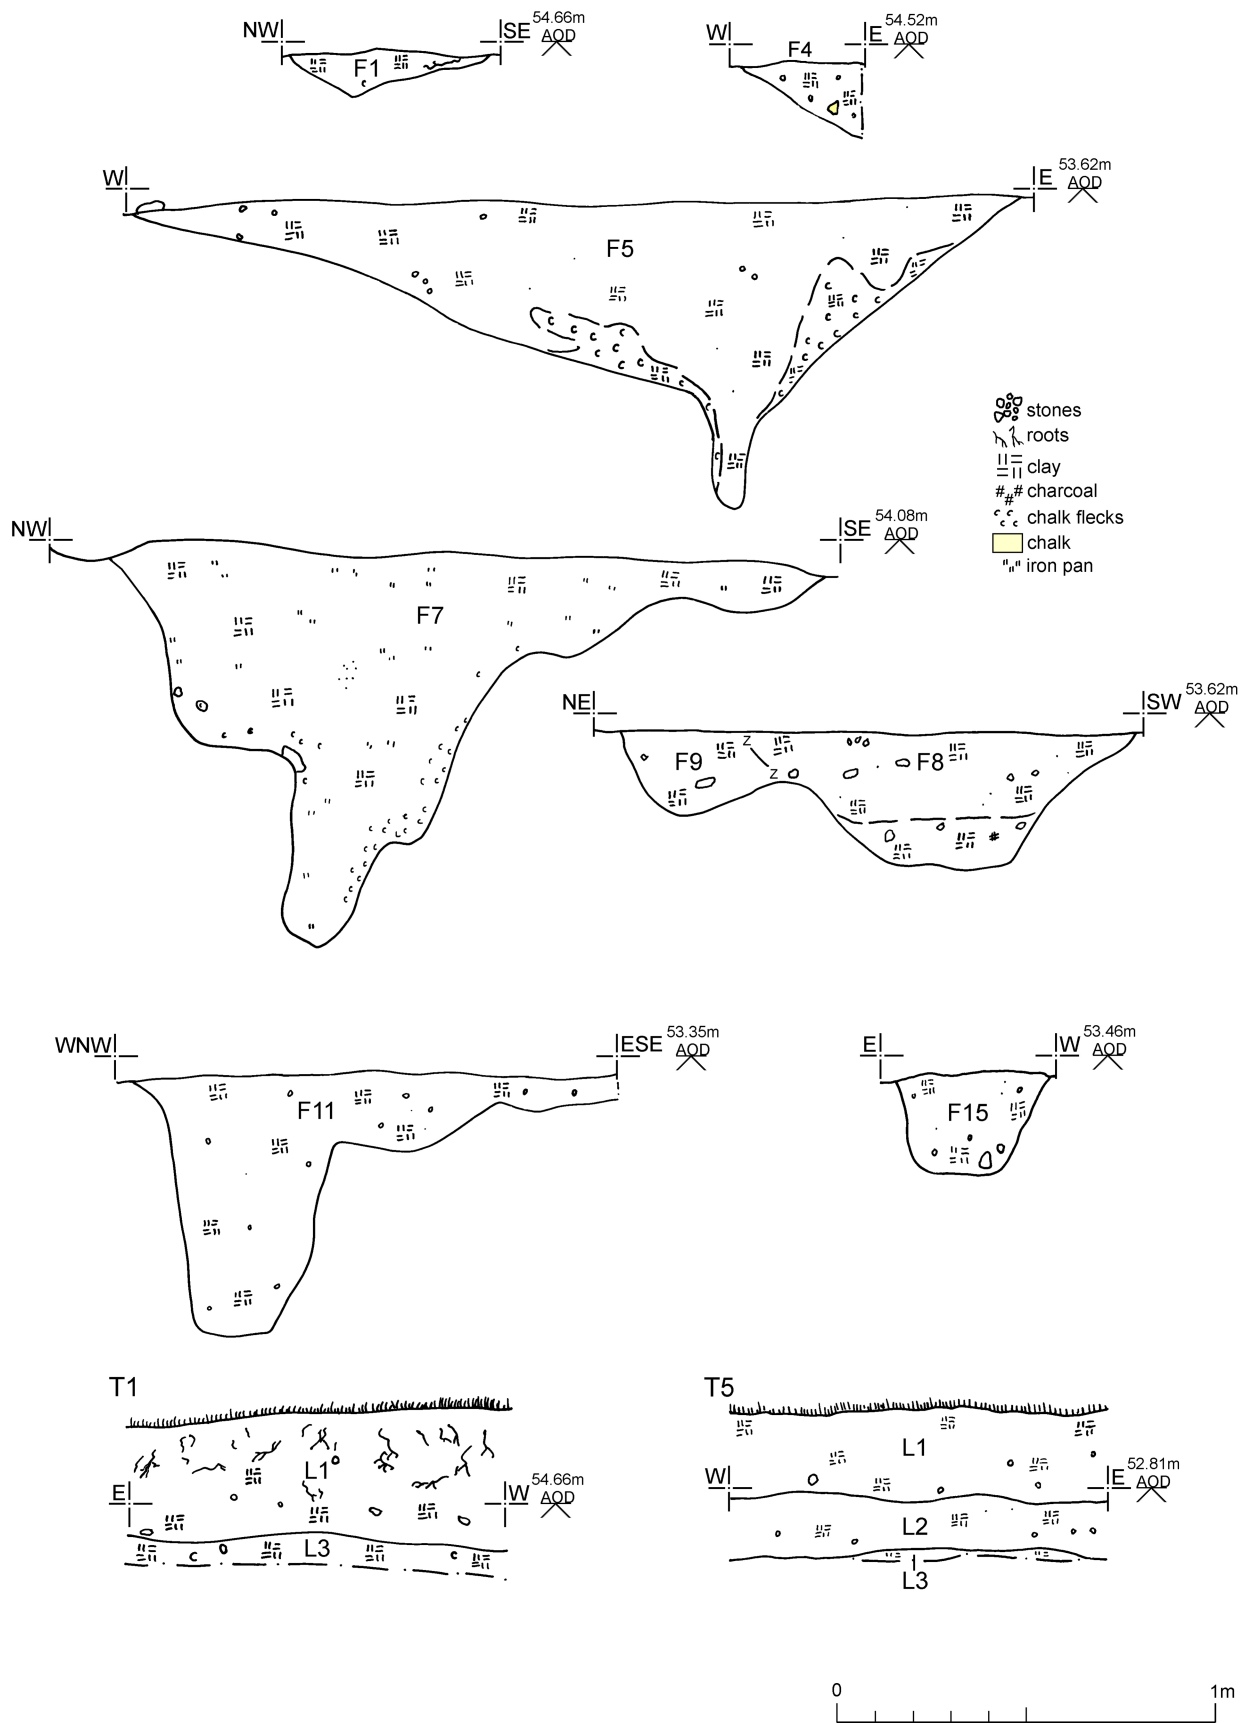 NW
SE
54.66m
AOD
F1
W
E
54.52m
AOD
F4
W
E
53.62m
AOD
F5
stones
roots
clay
charcoal
chalk flecks
chalk
iron pan
NW
SE
54.08m
AOD
F7
NE
SW
53.62m
AOD
F9
z
z
F8
WNW
ESE
53.35m
AOD
F11
E
W
53.46m
AOD
F15
T1
L1
E
W
54.66m
AOD
L3
T5
L1
W
E
52.81m
AOD
L2
L3
0
1m